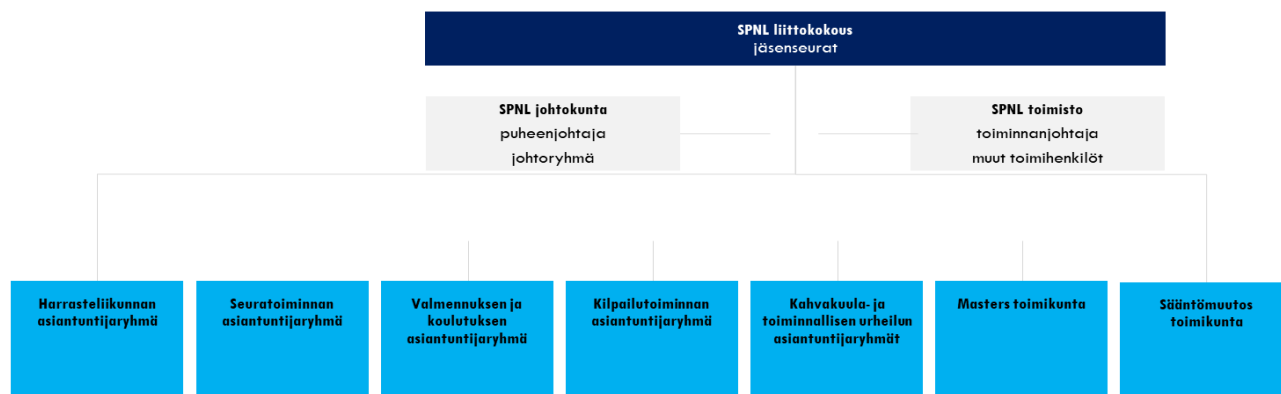 SPNL liittokokous
jäsenseurat
SPNL johtokunta
puheenjohtaja
johtoryhmä
SPNL toimisto
toiminnanjohtaja
muut toimihenkilöt
Harrasteliikunnan
asiantuntijaryhmä
Seuratoiminnan
asiantuntijaryhmä
Valmennuksen ja
koulutuksen
asiantuntijaryhmä
Kilpailutoiminnan
asiantuntijaryhmä
Kahvakuula- ja
toiminnallisen urheilun
asiantuntijaryhmät
Masters toimikunta
Sääntömuutos
toimikunta